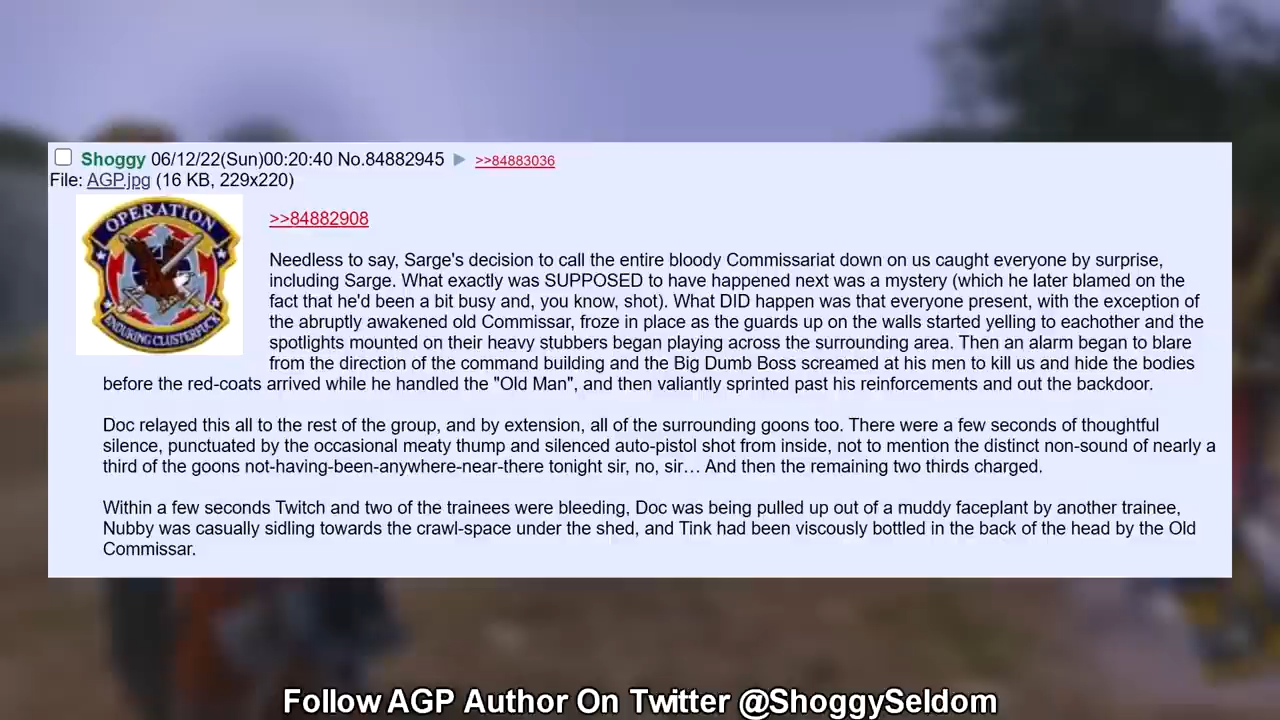 Shoggy 06/12/22(Sun)00:20:40 No.84882945 ▶ >>84883036
File: AGP.jpg (16 KB, 229x220)
OPERATION
ENDURING CLUSTERFUCK
>>84882908
Needless to say, Sarge's decision to call the entire bloody Commissariat down on us caught everyone by surprise,
including Sarge. What exactly was SUPPOSED to have happened next was a mystery (which he later blamed on the
fact that he'd been a bit busy and, you know, shot). What DID happen was that everyone present, with the exception of
the abruptly awakened old Commissar, froze in place as the guards up on the walls started yelling to eachother and the
spotlights mounted on their heavy stubbers began playing across the surrounding area. Then an alarm began to blare
from the direction of the command building and the Big Dumb Boss screamed at his men to kill us and hide the bodies
before the red-coats arrived while he handled the "Old Man", and then valiantly sprinted past his reinforcements and out the backdoor.
Doc relayed this all to the rest of the group, and by extension, all of the surrounding goons too. There were a few seconds of thoughtful
silence, punctuated by the occasional meaty thump and silenced auto-pistol shot from inside, not to mention the distinct non-sound of nearly a
third of the goons not-having-been-anywhere-near-there tonight sir, no, sir… And then the remaining two thirds charged.
Within a few seconds Twitch and two of the trainees were bleeding, Doc was being pulled up out of a muddy faceplant by another trainee,
Nubby was casually sidling towards the crawl-space under the shed, and Tink had been viscously bottled in the back of the head by the Old
Commissar.
Follow AGP Author On Twitter @ShoggySeldom